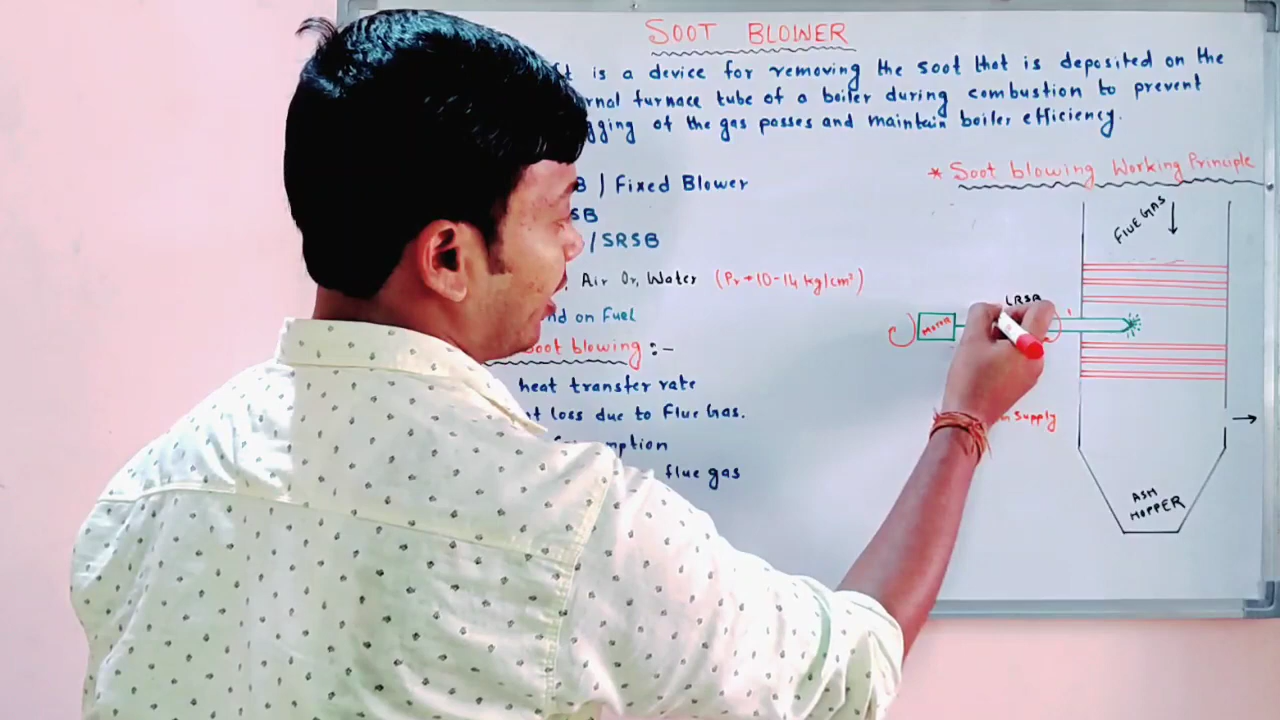 SOOT BLOWER
It is a device for removing the soot that is deposited on the
rnal furnace tube of a boiler during combustion to prevent
gging of the gas passes and maintain boiler efficiency.
* Soot blowing Working Principle
B / Fixed Blower
SB
/ SRSB
Air Or, Water (Pr → 10-14 kg/cm²)
nd on Fuel
Soot blowing :-
heat transfer rate
t loss due to Flue Gas.
mption
flue gas
FLUE GAS
LRSB
MOTOR
Supply
ASH
HOPPER